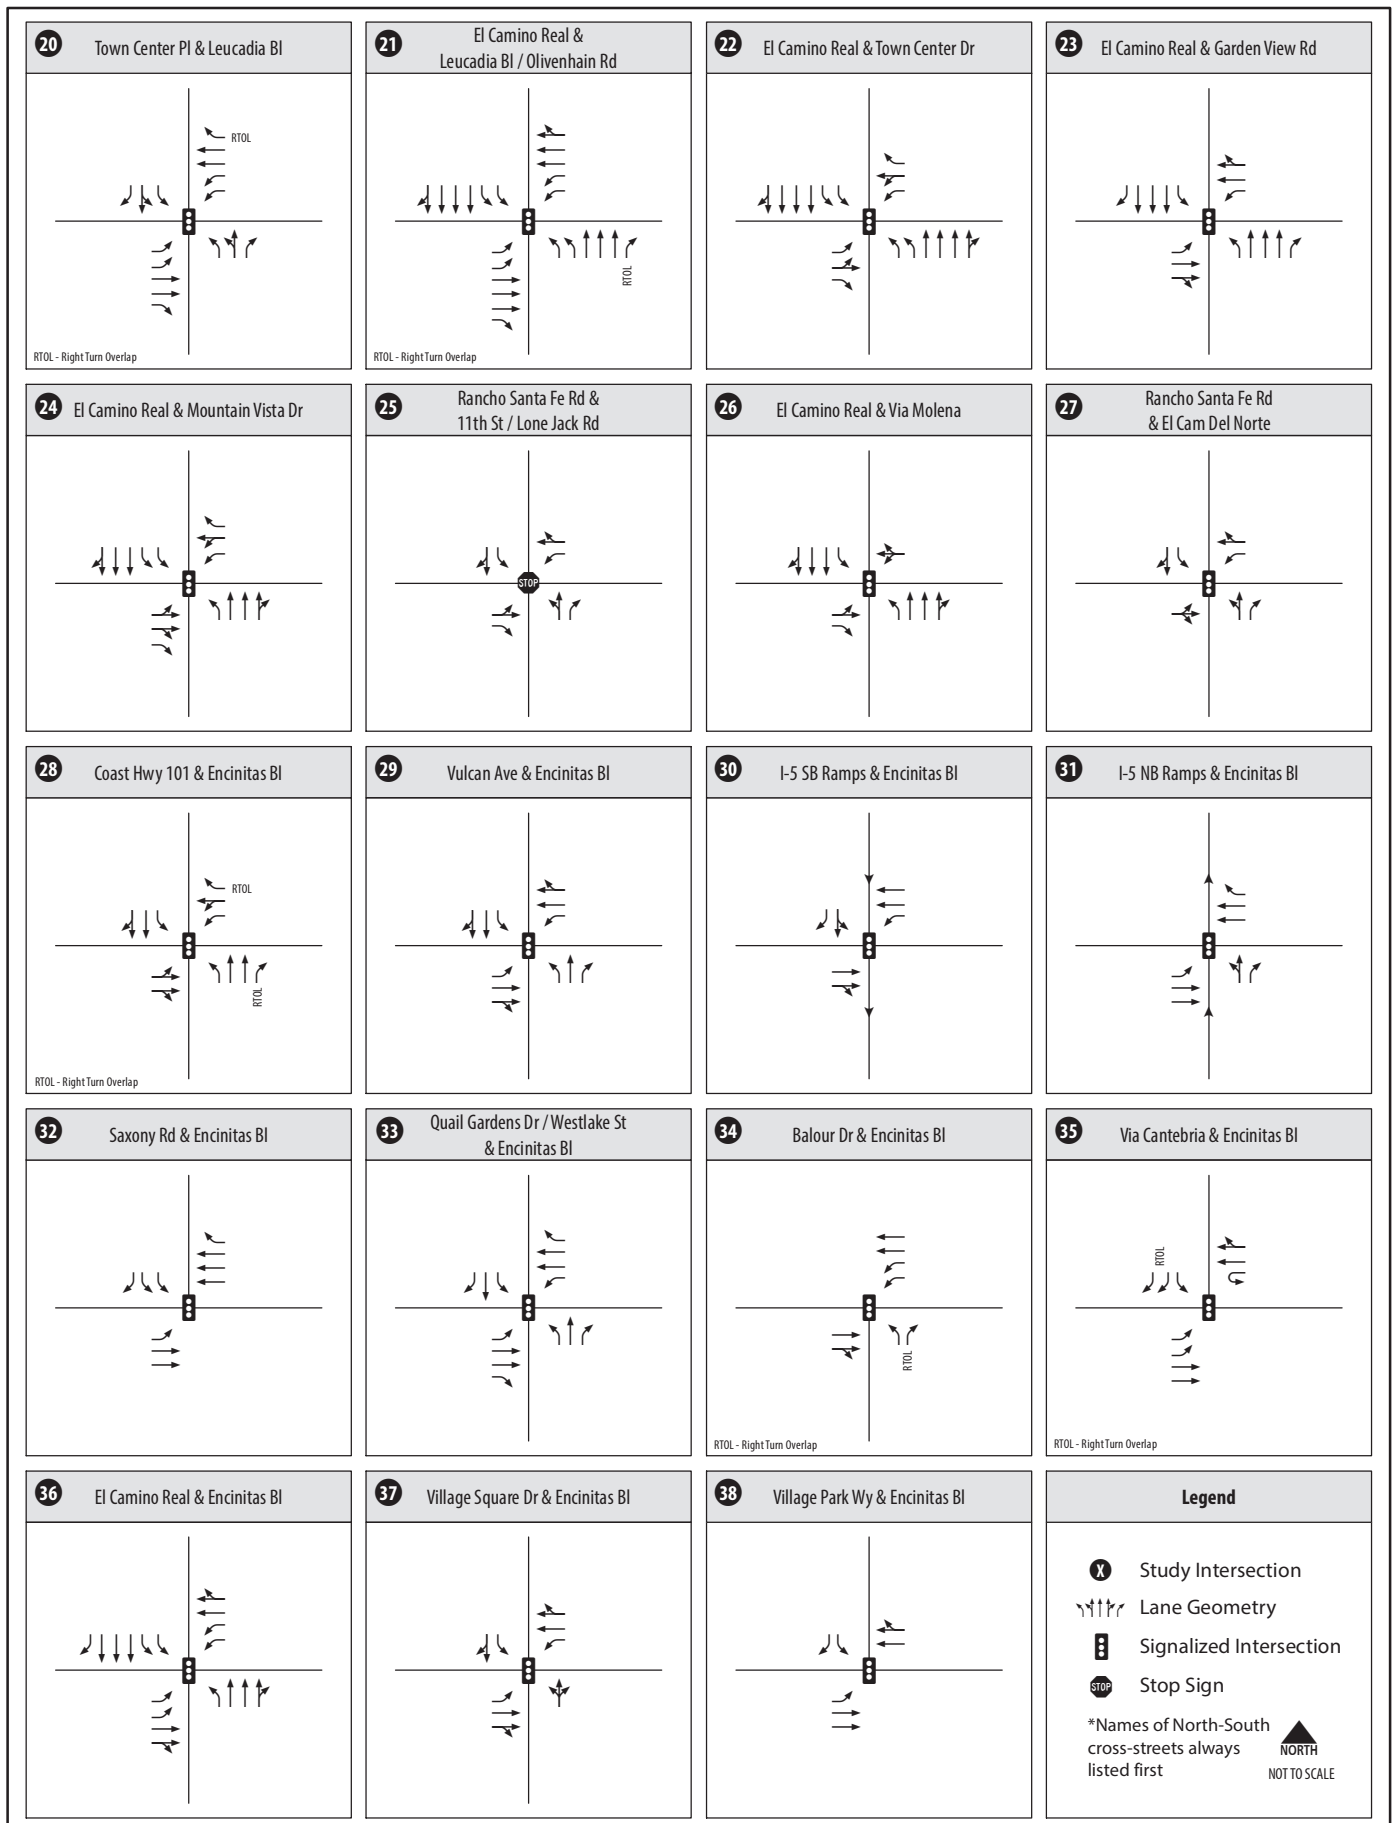 20 Town Center Pl & Leucadia Bl
RTOL
RTOL - Right Turn Overlap
21 El Camino Real &
Leucadia Bl / Olivenhain Rd
RTOL
RTOL - Right Turn Overlap
22 El Camino Real & Town Center Dr
23 El Camino Real & Garden View Rd
24 El Camino Real & Mountain Vista Dr
25 Rancho Santa Fe Rd &
11th St / Lone Jack Rd
STOP
26 El Camino Real & Via Molena
27 Rancho Santa Fe Rd
& El Cam Del Norte
28 Coast Hwy 101 & Encinitas Bl
RTOL
RTOL
RTOL - Right Turn Overlap
29 Vulcan Ave & Encinitas Bl
30 I-5 SB Ramps & Encinitas Bl
31 I-5 NB Ramps & Encinitas Bl
32 Saxony Rd & Encinitas Bl
33 Quail Gardens Dr / Westlake St
& Encinitas Bl
34 Balour Dr & Encinitas Bl
RTOL
RTOL - Right Turn Overlap
35 Via Cantebria & Encinitas Bl
RTOL
RTOL - Right Turn Overlap
36 El Camino Real & Encinitas Bl
37 Village Square Dr & Encinitas Bl
38 Village Park Wy & Encinitas Bl
Legend
X Study Intersection
Lane Geometry
Signalized Intersection
STOP Stop Sign
*Names of North-South
cross-streets always
listed first
NORTH
NOT TO SCALE